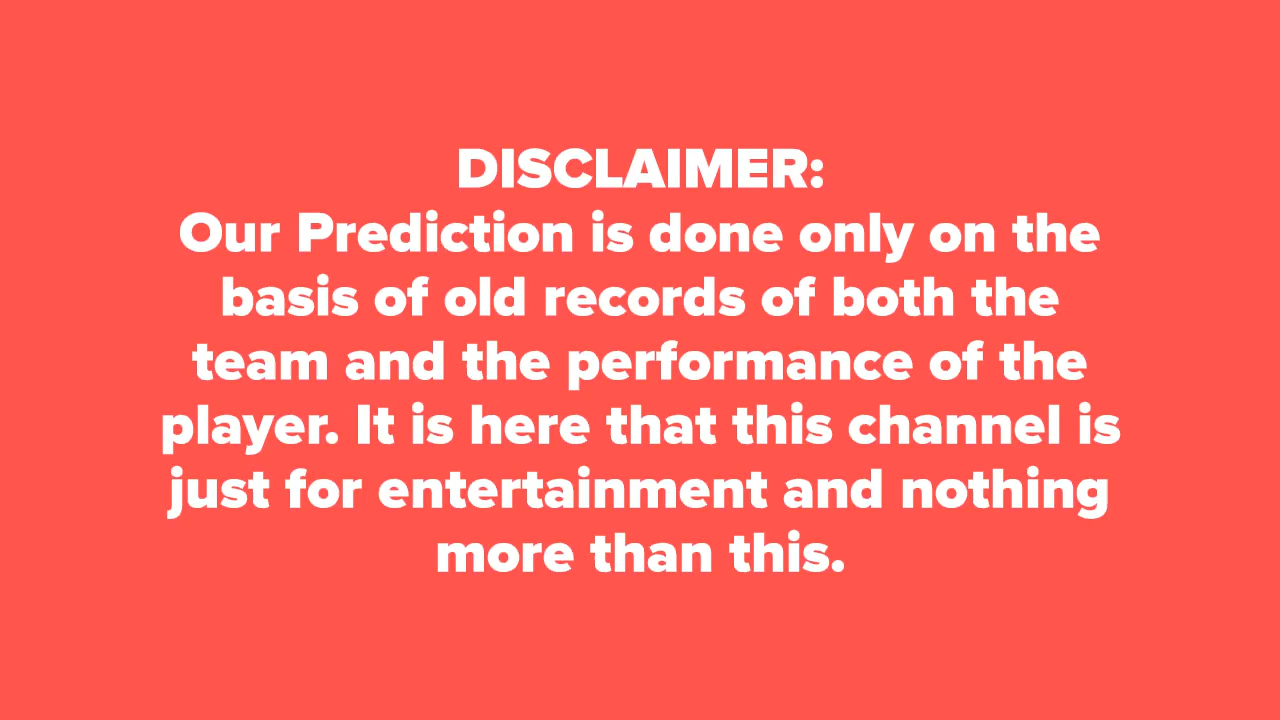 DISCLAIMER:
Our Prediction is done only on the
basis of old records of both the
team and the performance of the
player. It is here that this channel is
just for entertainment and nothing
more than this.